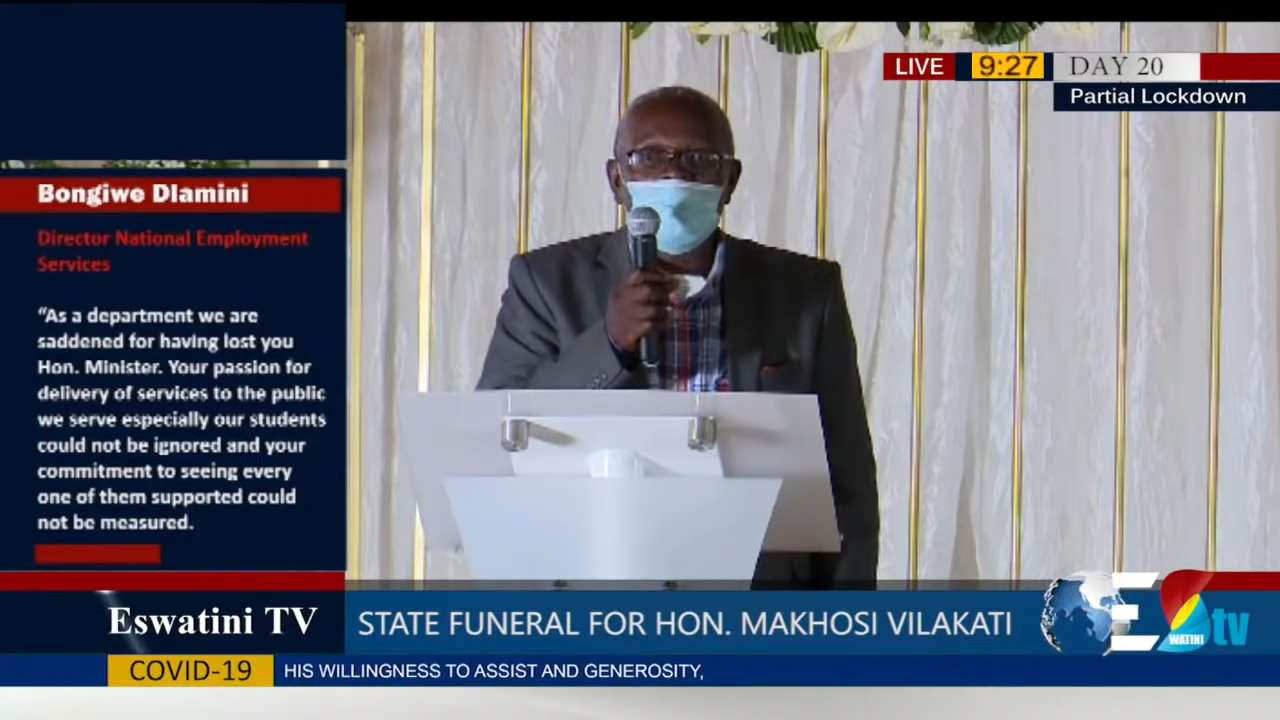 LIVE 9:27 DAY 20
Partial Lockdown
Bongiwe Dlamini
Director National Employment
Services
“As a department we are
saddened for having lost you
Hon. Minister. Your passion for
delivery of services to the public
we serve especially our students
could not be ignored and your
commitment to seeing every
one of them supported could
not be measured.
Eswatini TV
STATE FUNERAL FOR HON. MAKHOSI VILAKATI
E WATINI tv
COVID-19
HIS WILLINGNESS TO ASSIST AND GENEROSITY,